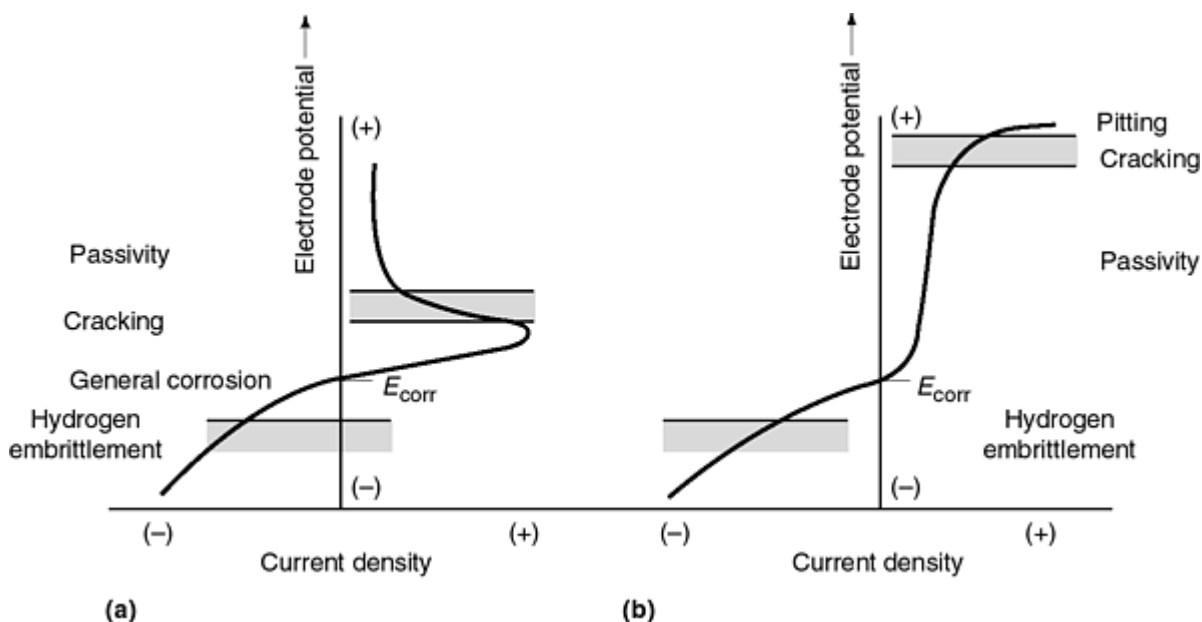 Electrode potential
(+)
Passivity
Cracking
General corrosion
Ecorr
Hydrogen
embrittlement
(–)
(–)
(+)
Current density
(a)
Electrode potential
(+)
Pitting
Cracking
Passivity
Ecorr
Hydrogen
embrittlement
(–)
(–)
(+)
Current density
(b)